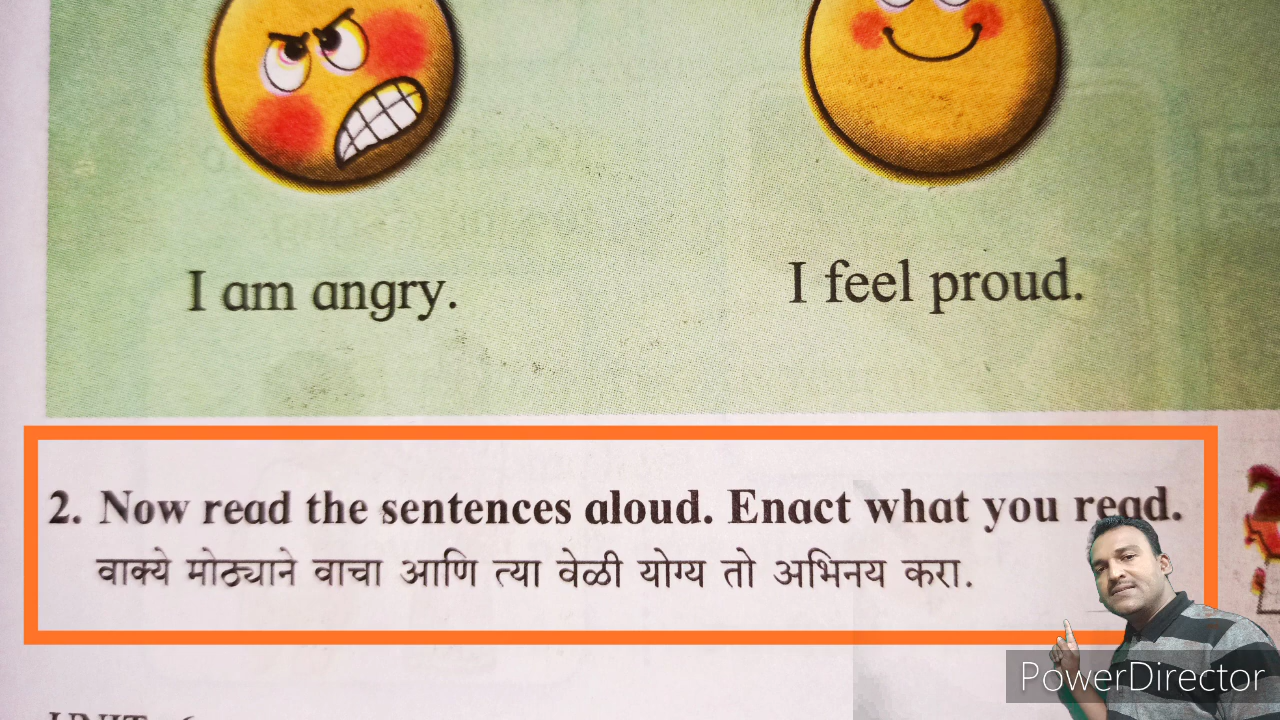 I am angry.
I feel proud.
2. Now read the sentences aloud. Enact what you read.
वाक्ये मोठ्याने वाचा आणि त्या वेळी योग्य तो अभिनय करा.
PowerDirector